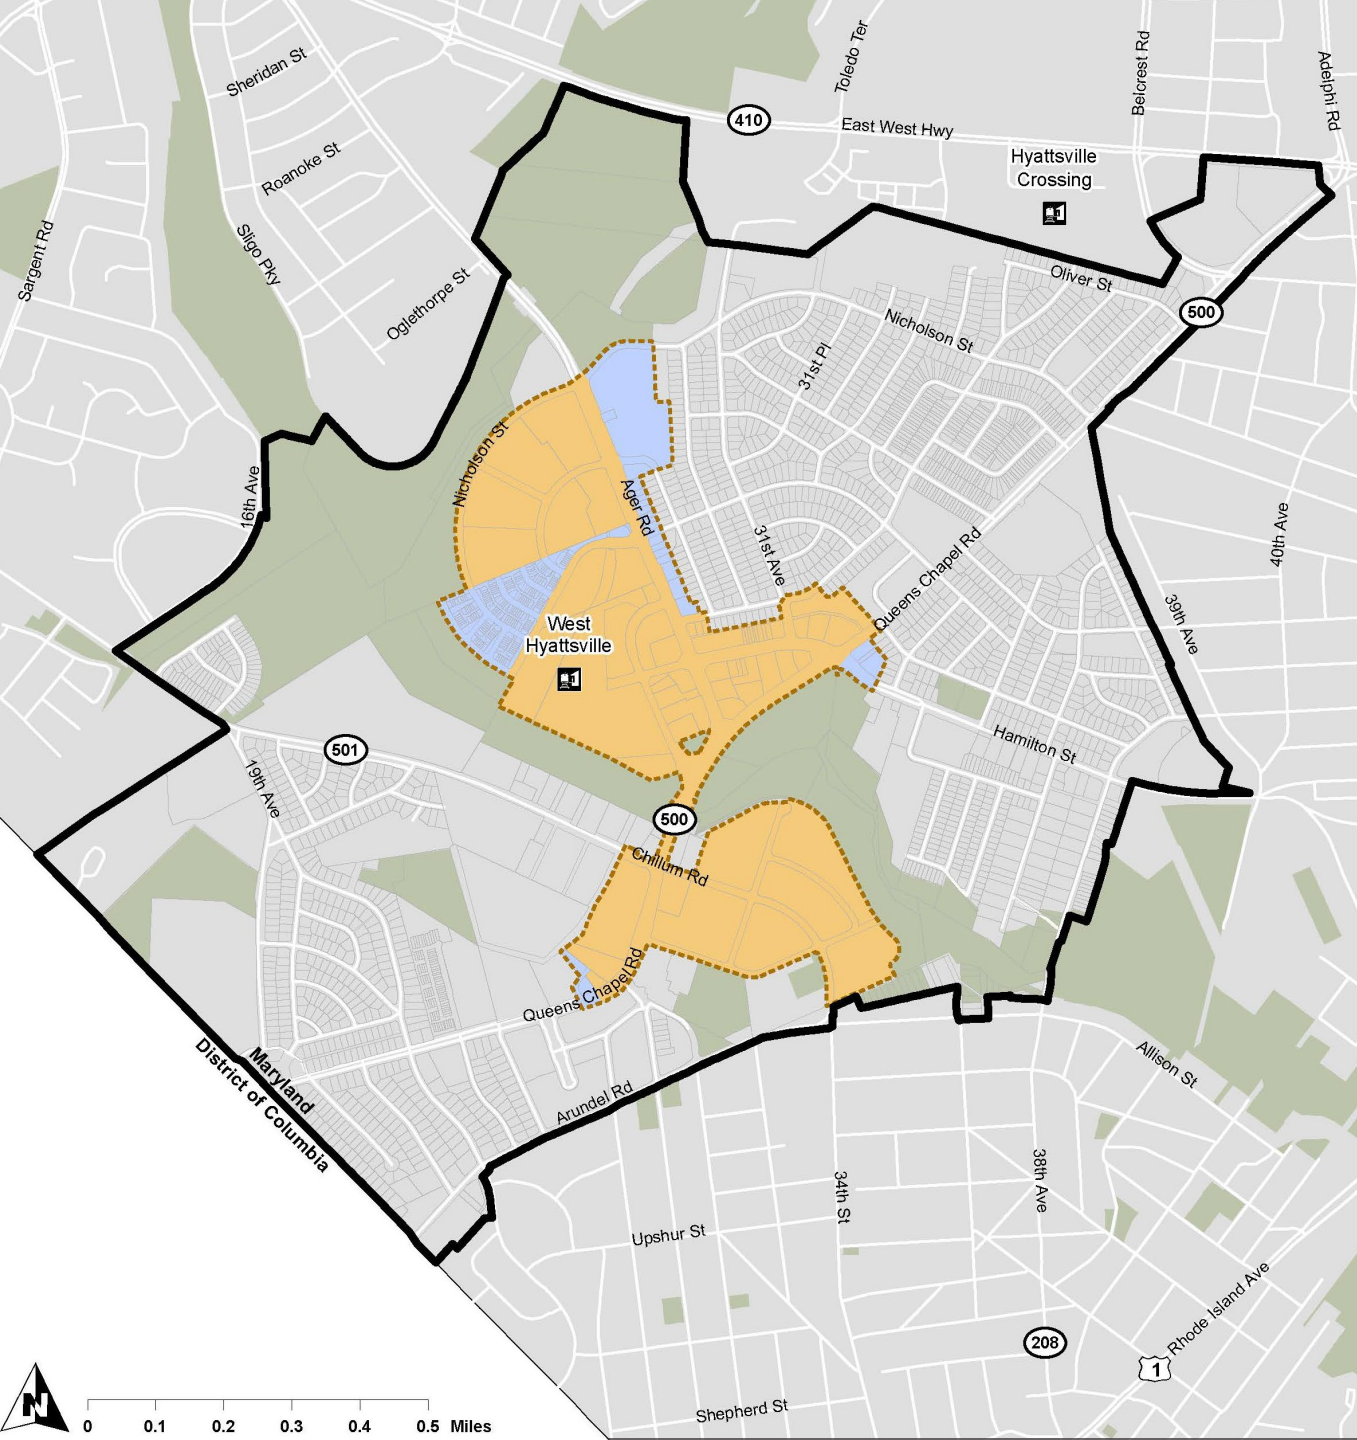 Sheridan St
Toledo Ter
Belcrest Rd
Adelphi Rd
410
East West Hwy
Roanoke St
Hyattsville
Crossing
Sargent Rd
Sligo Pky
Oglethorpe St
Oliver St
500
Nicholson St
31st Pl
Nicholson St
16th Ave
Ager Rd
31st Ave
Queens Chapel Rd
40th Ave
39th Ave
West
Hyattsville
501
Hamilton St
19th Ave
500
Chillum Rd
Queens Chapel Rd
Maryland
District of Columbia
Arundel Rd
Allison St
34th St
38th Ave
Upshur St
Rhode Island Ave
208
1
Shepherd St
N
0 0.1 0.2 0.3 0.4 0.5 Miles